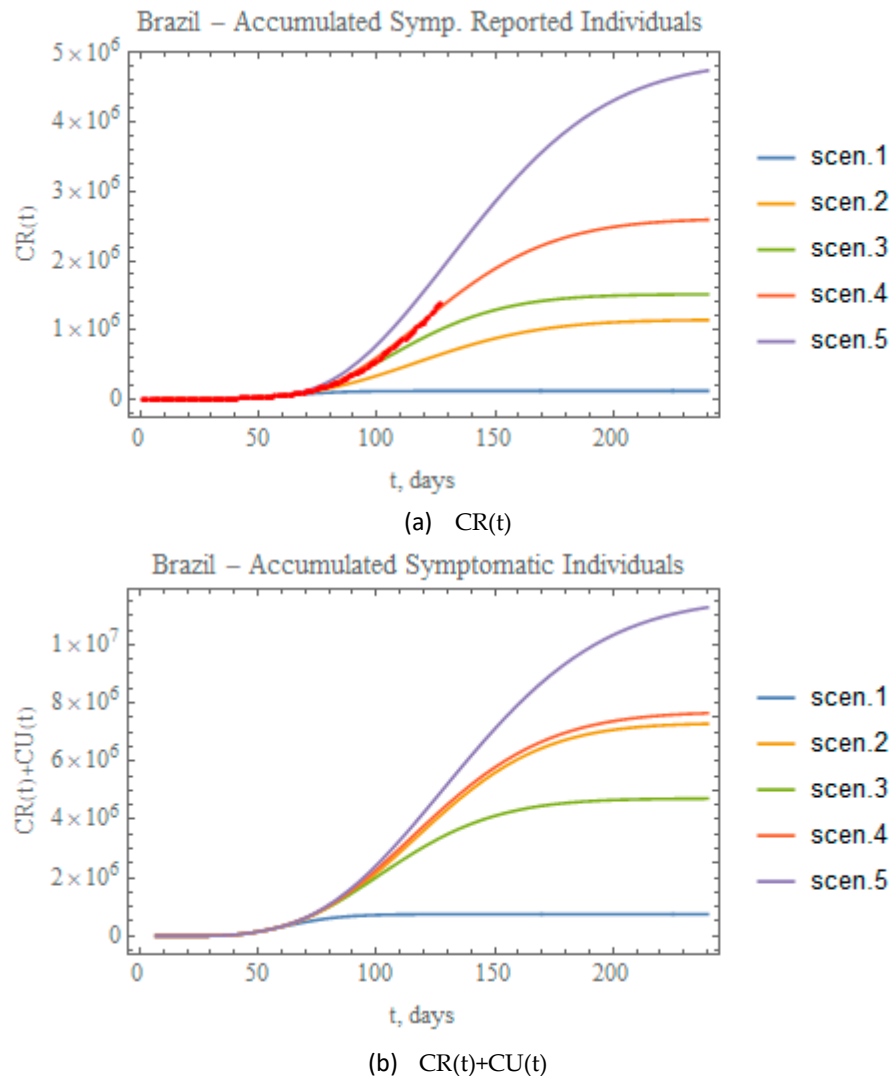 Brazil – Accumulated Symp. Reported Individuals
5×10⁶
4×10⁶
3×10⁶
2×10⁶
1×10⁶
0
CR(t)
0 50 100 150 200
t, days
scen.1
scen.2
scen.3
scen.4
scen.5
(a) CR(t)
Brazil – Accumulated Symptomatic Individuals
1×10⁷
8×10⁶
6×10⁶
4×10⁶
2×10⁶
0
CR(t)+CU(t)
0 50 100 150 200
t, days
scen.1
scen.2
scen.3
scen.4
scen.5
(b) CR(t)+CU(t)